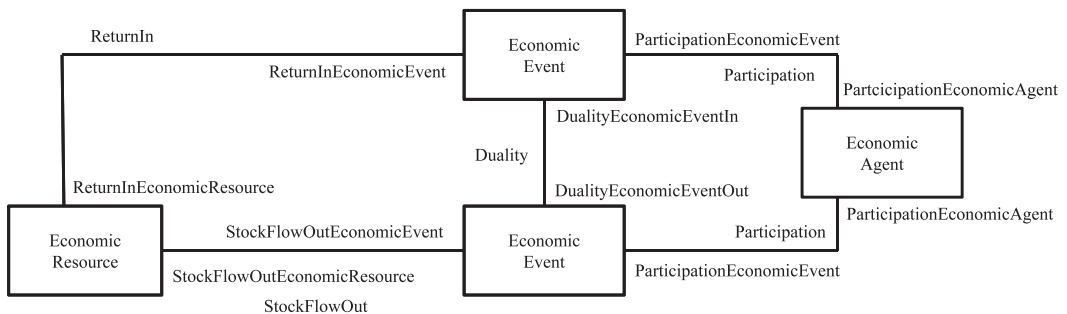 ReturnIn
Economic
Event
ParticipationEconomicEvent
ReturnInEconomicEvent
Participation
PartcicipationEconomicAgent
DualityEconomicEventIn
Economic
Agent
Duality
ReturnInEconomicResource
DualityEconomicEventOut
ParticipationEconomicAgent
Economic
Resource
StockFlowOutEconomicEvent
Economic
Event
Participation
StockFlowOutEconomicResource
ParticipationEconomicEvent
StockFlowOut